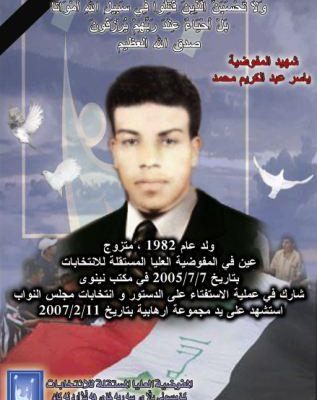 ولا تحسبن الذين قتلوا في سبيل الله امواتا
بل احياء عند ربهم يرزقون
صدق الله العظيم
شهيد المفوضية
ياسر عبد الكريم محمد
ولد عام 1982 ، متزوج
عين في المفوضية العليا المستقلة للانتخابات
بتاريخ 2005/7/7 في مكتب نينوى
شارك في عملية الاستفتاء على الدستور و انتخابات مجلس النواب
استشهد على يد مجموعة ارهابية بتاريخ 2007/2/11
المفوضية العليا المستقلة للانتخابات